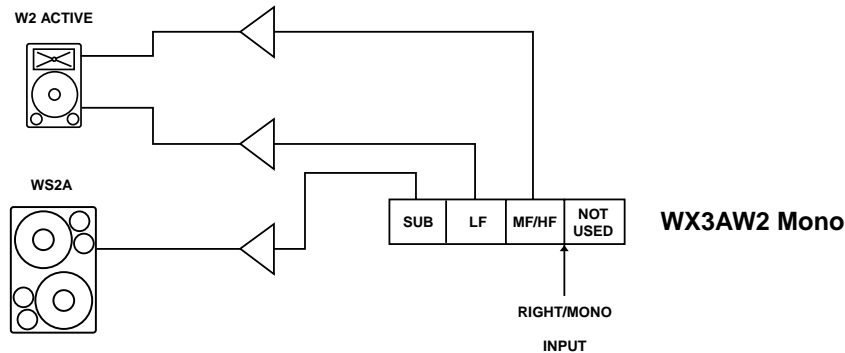 W2 ACTIVE
WS2A
SUB
LF
MF/HF
NOT
USED
WX3AW2 Mono
RIGHT/MONO
INPUT